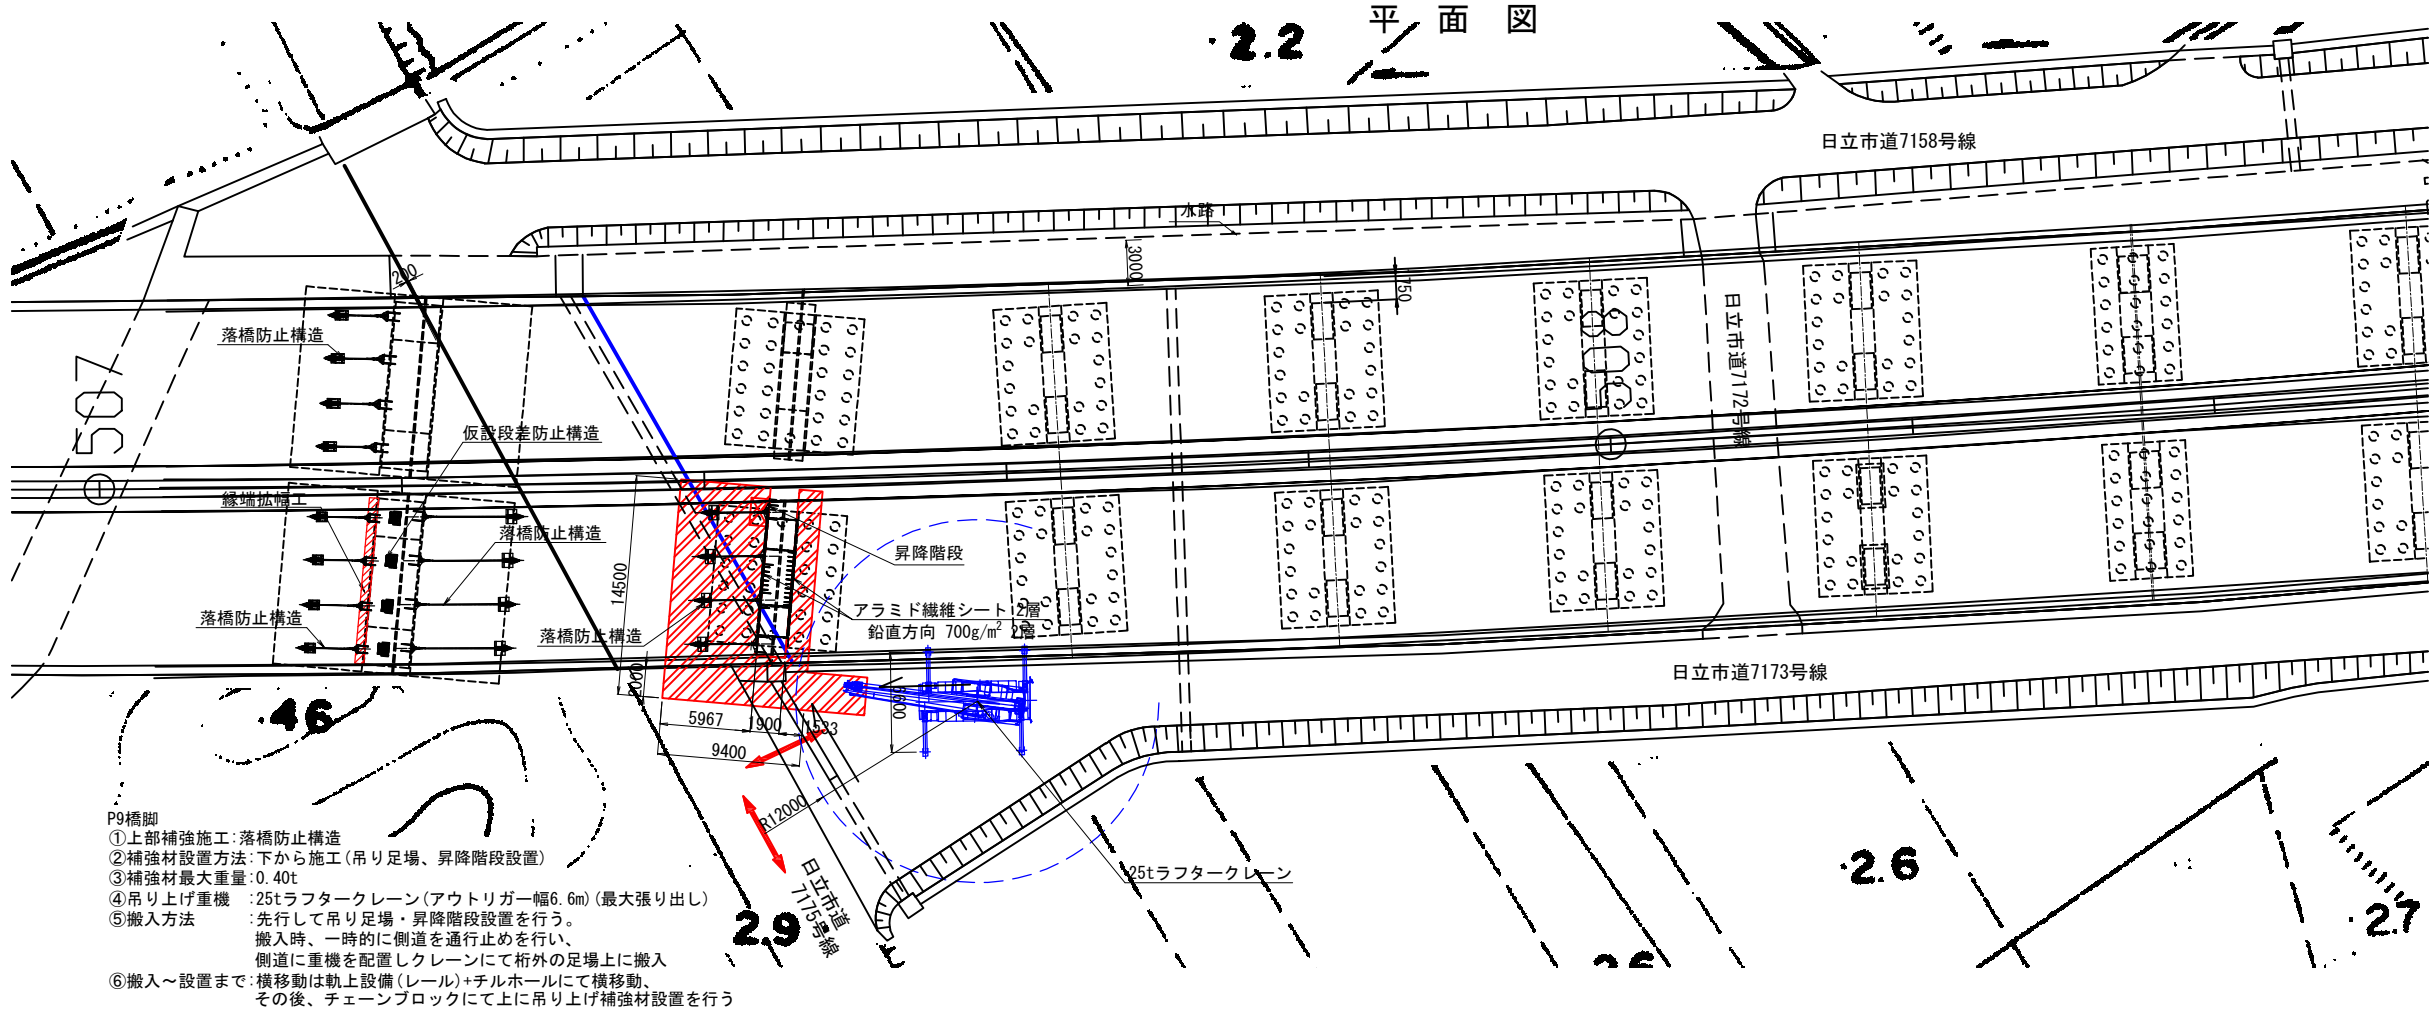 平 面 図
2.2
日立市道7158号線
水路
3000
750
200
落橋防止構造
507
日立市道7172号線
仮設段差防止構造
縁端拡幅工
落橋防止構造
昇降階段
14500
アラミド繊維シート 2層
鉛直方向 700g/m² 2層
落橋防止構造
落橋防止構造
日立市道7173号線
46
2000
5967
1900
1533
9400
R12000
25tラフタークレーン
日立市道
7175号線
2.9
2.6
2.7
26
P9橋脚
①上部補強施工:落橋防止構造
②補強材設置方法:下から施工(吊り足場、昇降階段設置)
③補強材最大重量:0.40t
④吊り上げ重機 :25tラフタークレーン(アウトリガー幅6.6m)(最大張り出し)
⑤搬入方法 :先行して吊り足場・昇降階段設置を行う。
搬入時、一時的に側道を通行止めを行い、
側道に重機を配置しクレーンにて桁外の足場上に搬入
⑥搬入～設置まで:横移動は軌上設備(レール)+チルホールにて横移動、
その後、チェーンブロックにて上に吊り上げ補強材設置を行う